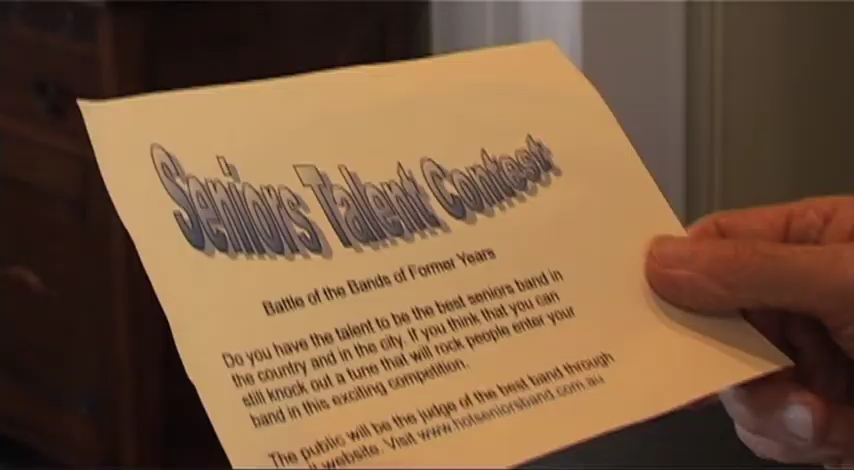 Seniors Talent Contest
Battle of the Bands of Former Years
Do you have the talent to be the best seniors band in
the country and in the city. If you think that you can
still knock out a tune that will rock people enter your
band in this exciting competition.
The public will be the judge of the best band through
website. Visit www.hotseniorsband.com.au